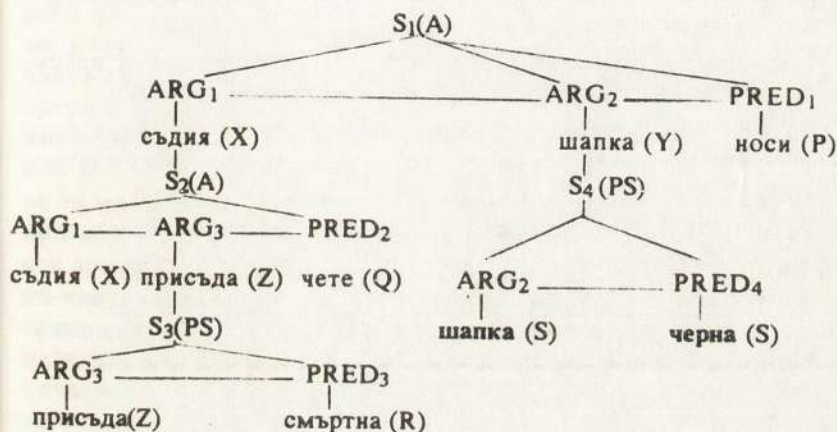 S₁(A)
ARG₁ ARG₂ PRED₁
съдия (X) шапка (Y) носи (P)
S₂(A) S₄(PS)
ARG₁ ARG₃ PRED₂
съдия (X) присъда (Z) чете (Q) ARG₂ PRED₄
S₃(PS) шапка (S) черна (S)
ARG₃ PRED₃
присъда(Z) смъртна (R)